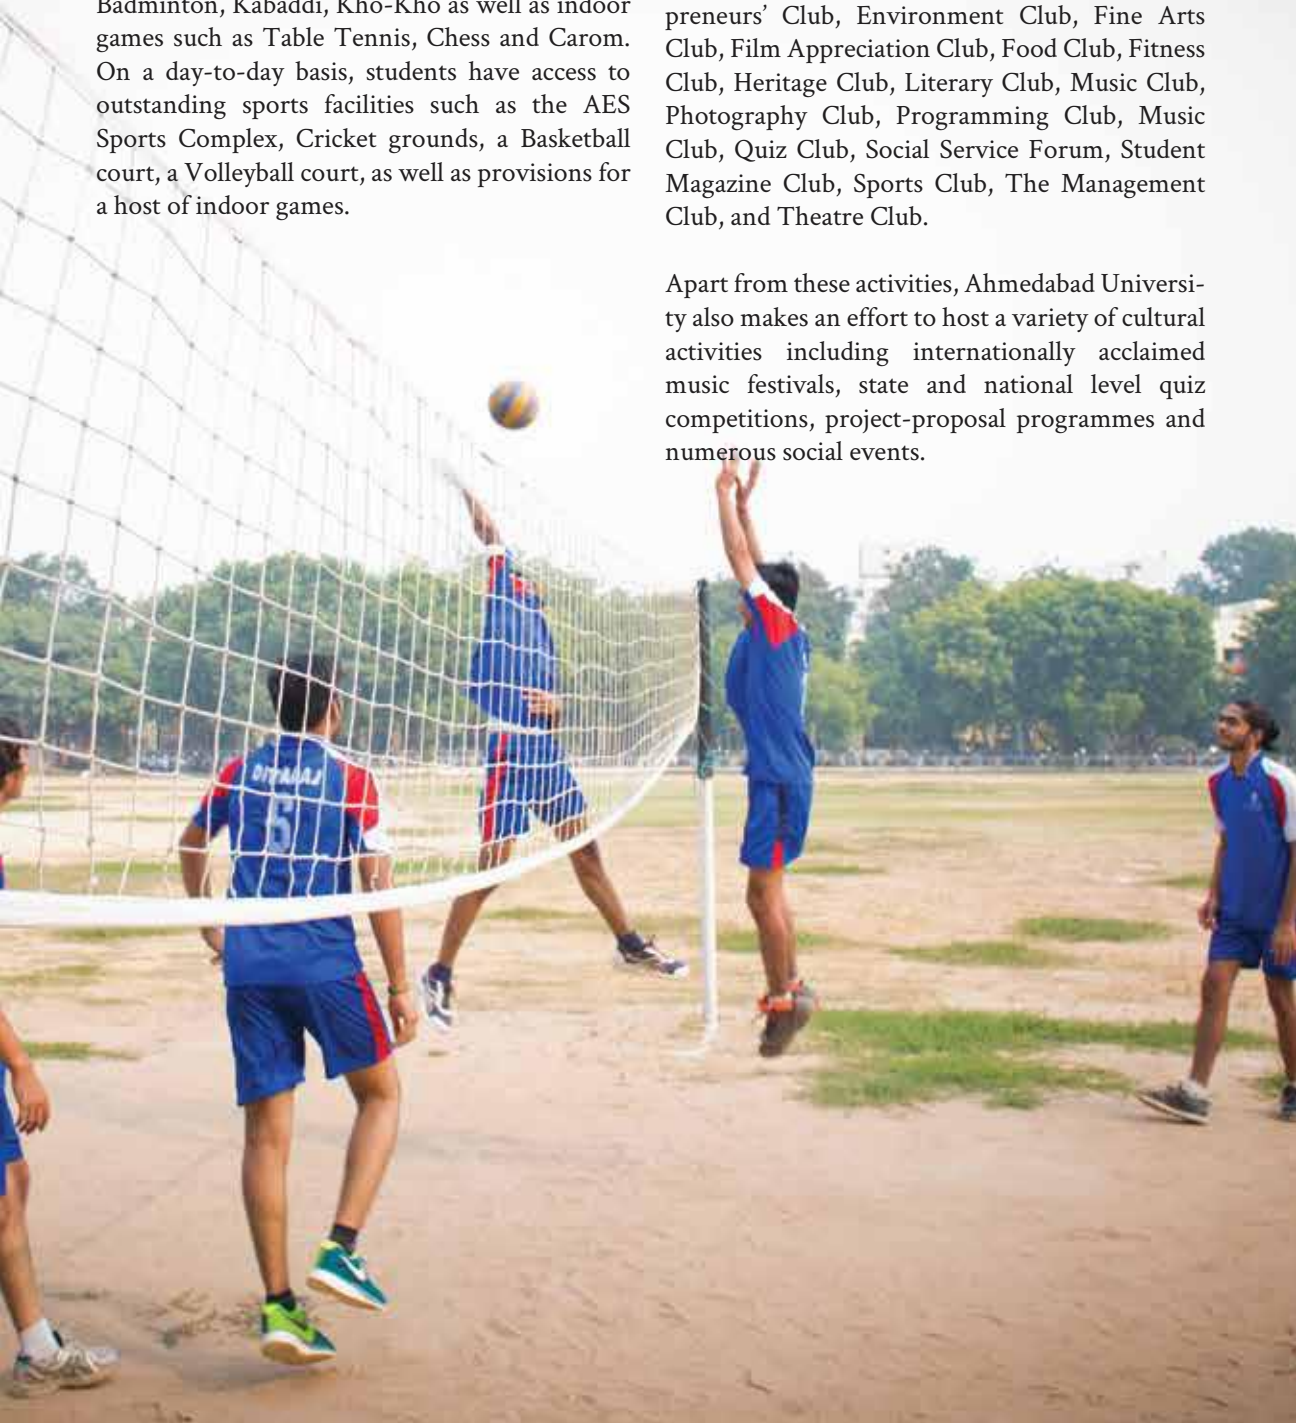 Badminton, Kabaddi, Kho-Kho as well as indoor
games such as Table Tennis, Chess and Carom.
On a day-to-day basis, students have access to
outstanding sports facilities such as the AES
Sports Complex, Cricket grounds, a Basketball
court, a Volleyball court, as well as provisions for
a host of indoor games.
preneurs’ Club, Environment Club, Fine Arts
Club, Film Appreciation Club, Food Club, Fitness
Club, Heritage Club, Literary Club, Music Club,
Photography Club, Programming Club, Music
Club, Quiz Club, Social Service Forum, Student
Magazine Club, Sports Club, The Management
Club, and Theatre Club.
Apart from these activities, Ahmedabad Universi-
ty also makes an effort to host a variety of cultural
activities including internationally acclaimed
music festivals, state and national level quiz
competitions, project-proposal programmes and
numerous social events.
6